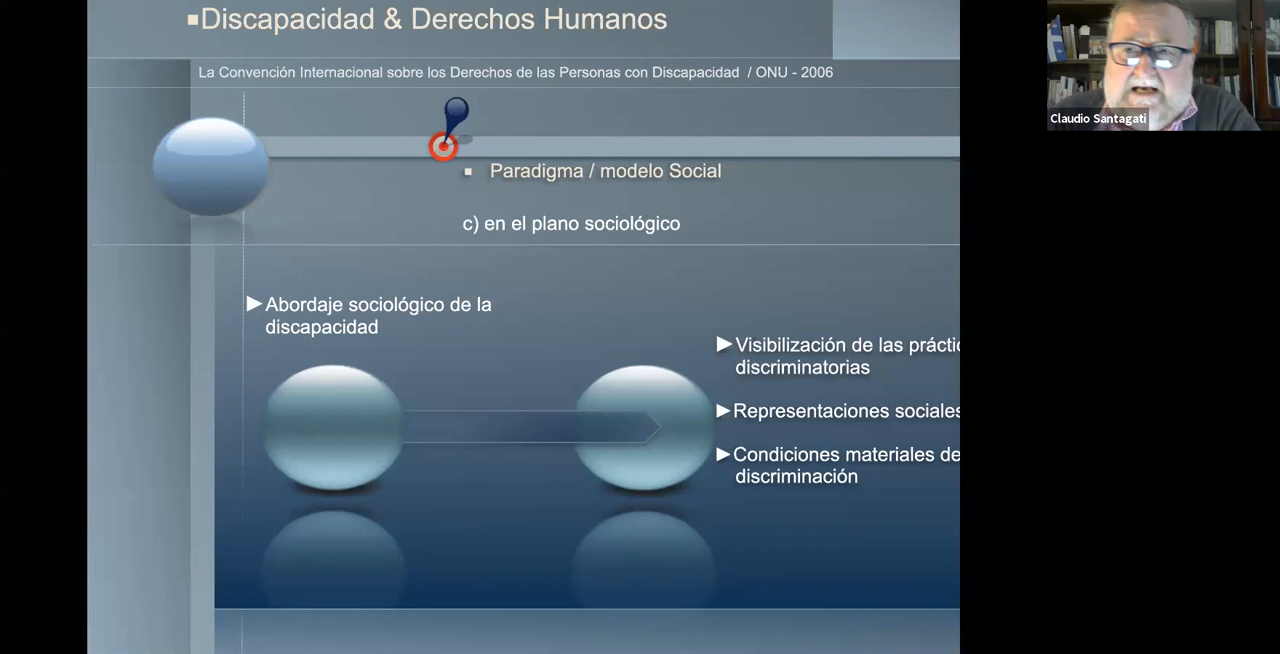 Discapacidad & Derechos Humanos
La Convención Internacional sobre los Derechos de las Personas con Discapacidad / ONU - 2006
Paradigma / modelo Social
c) en el plano sociológico
Abordaje sociológico de la
discapacidad
Visibilización de las práctic
discriminatorias
Representaciones sociales
Condiciones materiales de
discriminación
Claudio Santagati